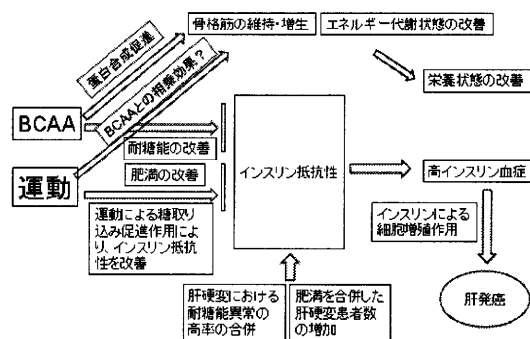 骨格筋の維持・増生
エネルギー代謝状態の改善
蛋白合成促進
BCAAとの相乗効果？
栄養状態の改善
BCAA
耐糖能の改善
運動
肥満の改善
インスリン抵抗性
高インスリン血症
運動による糖取り
込み促進作用によ
り、インスリン抵抗
性を改善
インスリンによる
細胞増殖作用
肝硬変における
耐糖能異常の
高率の合併
肥満を合併した
肝硬変患者数
の増加
肝発癌